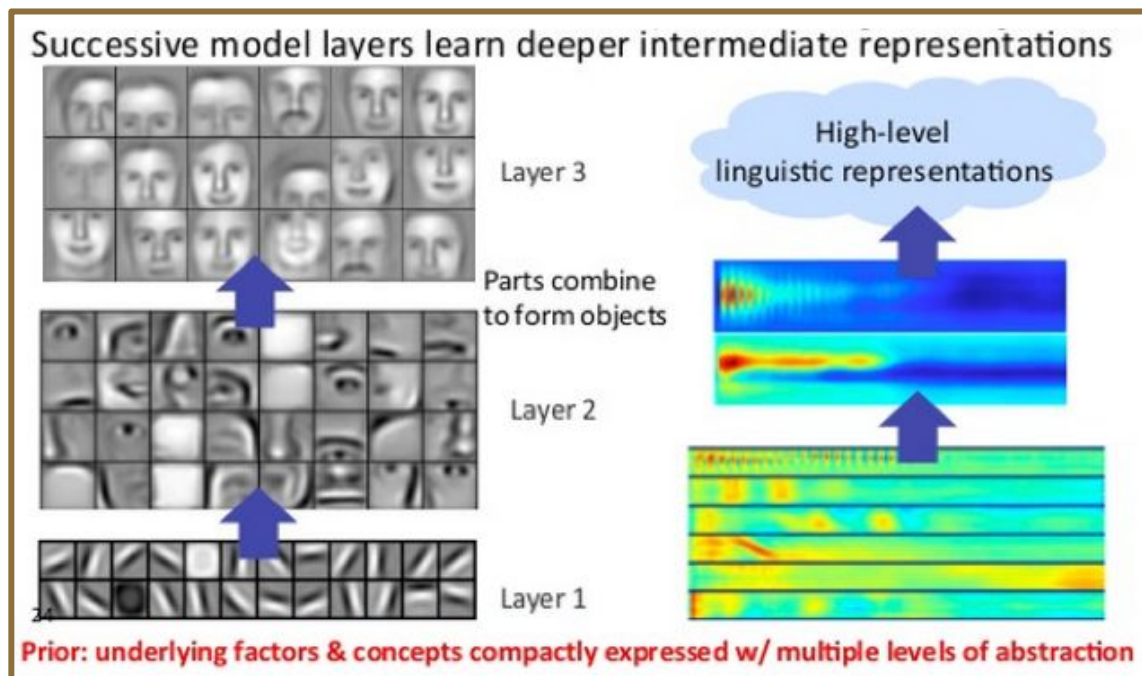 Successive model layers learn deeper intermediate representations
Layer 3
Parts combine
to form objects
Layer 2
Layer 1
High-level
linguistic representations
24
Prior: underlying factors & concepts compactly expressed w/ multiple levels of abstraction